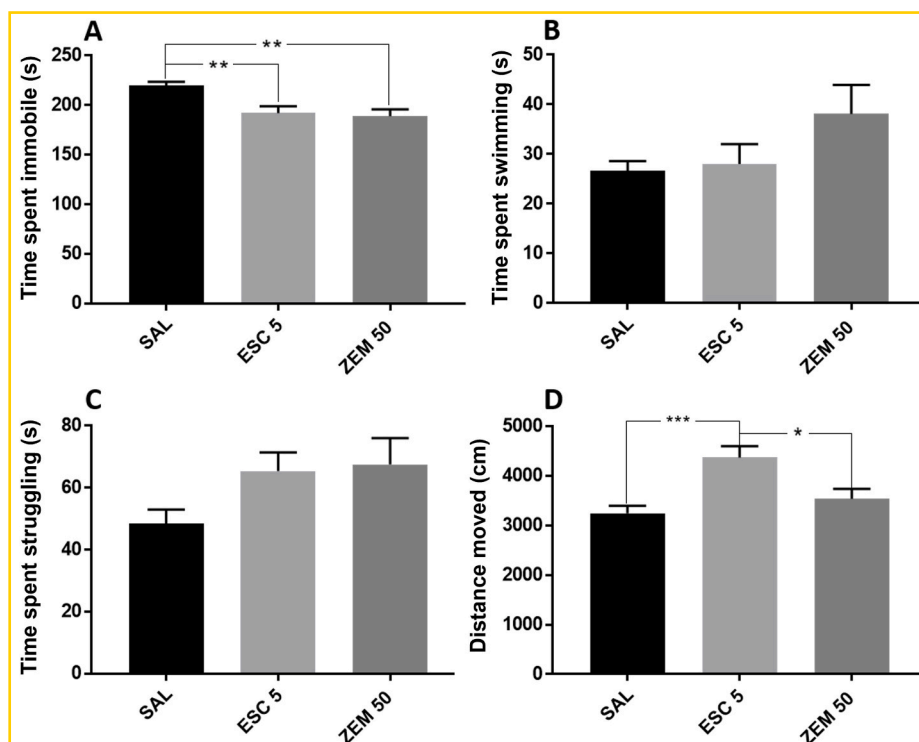 A
Time spent immobile (s)
250
200
150
100
50
0
**
**
SAL
ESC 5
ZEM 50
B
Time spent swimming (s)
50
40
30
20
10
0
SAL
ESC 5
ZEM 50
C
Time spent struggling (s)
80
60
40
20
0
SAL
ESC 5
ZEM 50
D
Distance moved (cm)
5000
4000
3000
2000
1000
0
***
*
SAL
ESC 5
ZEM 50